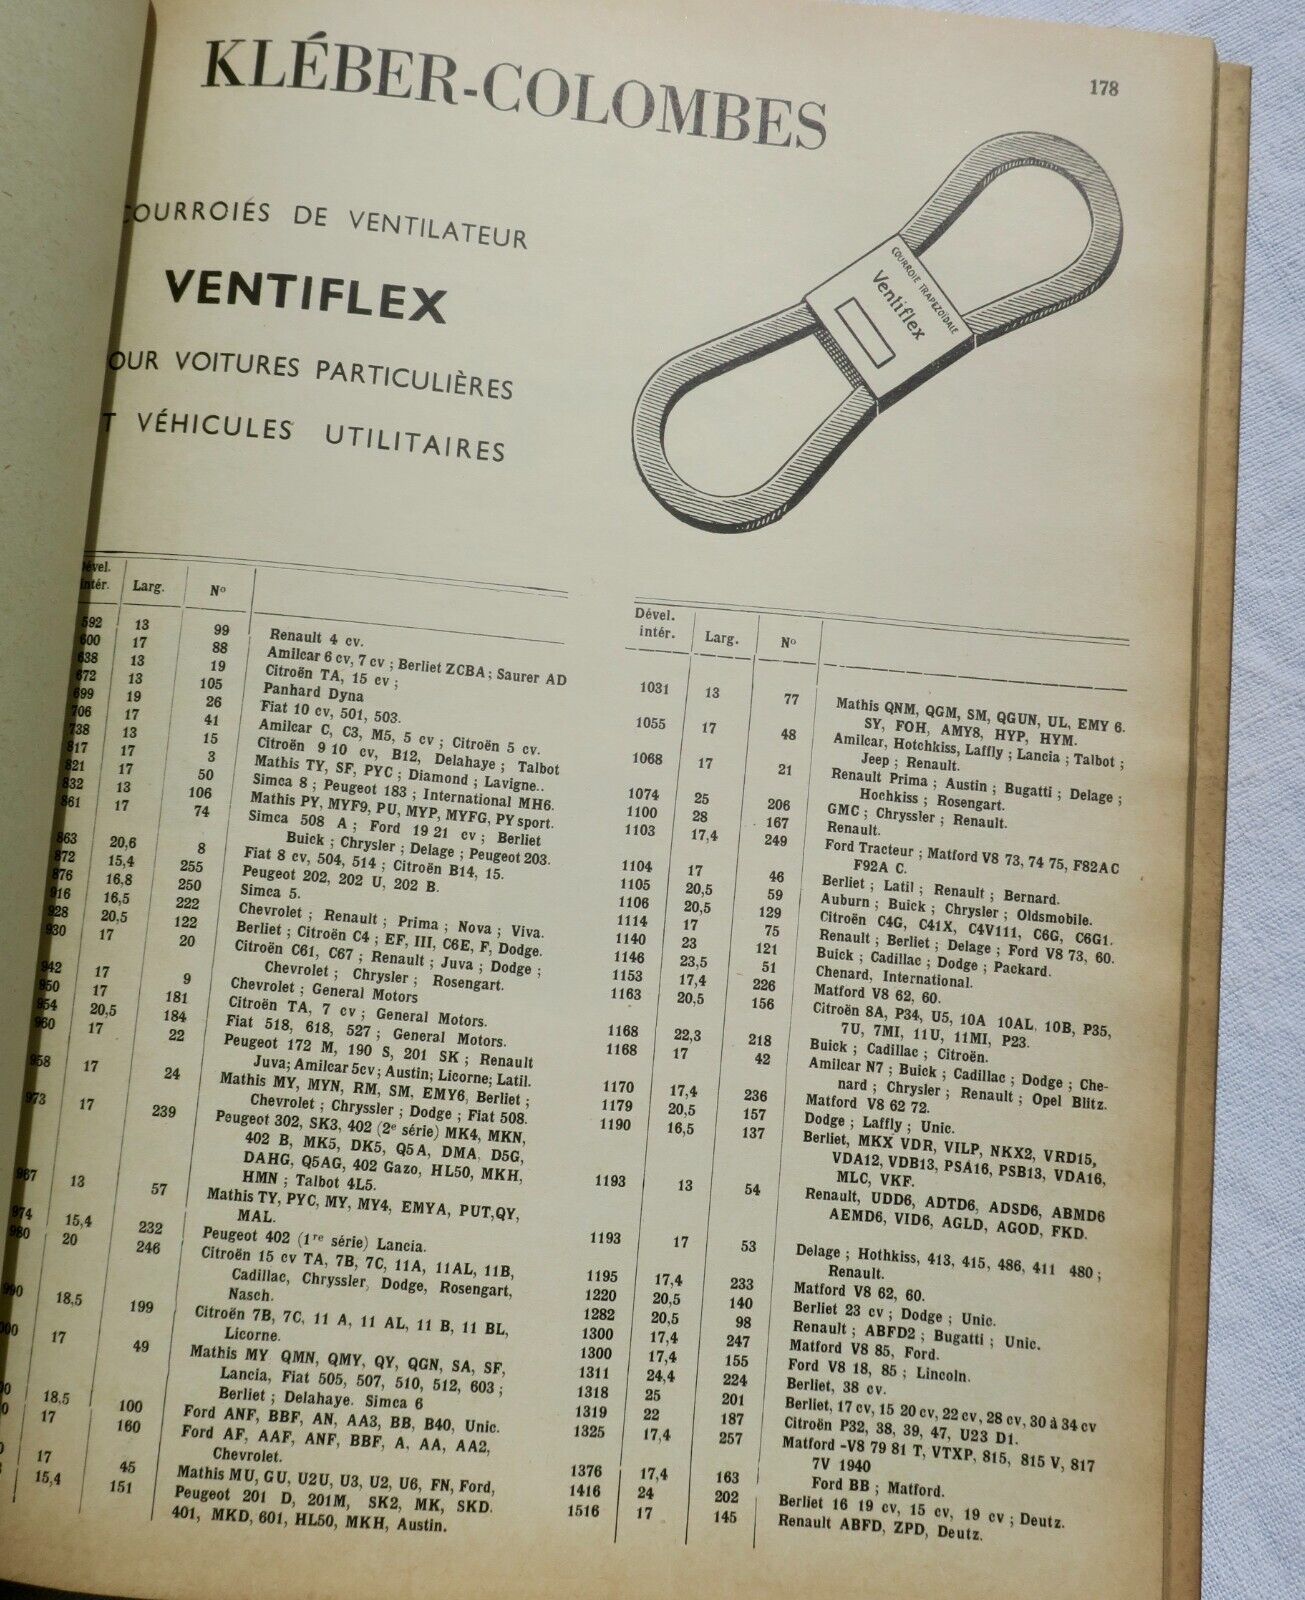 KLÉBER-COLOMBES
178
OURROIÉS DE VENTILATEUR
VENTIFLEX
OUR VOITURES PARTICULIÈRES
T VÉHICULES UTILITAIRES
COURROIE TRAPEZOÏDALE
Ventiflex
ével.
intér. Larg. Nº
592 13 99 Renault 4 cv.
600 17 88 Amilcar 6 cv, 7 cv ; Berliet ZCBA ; Saurer AD
638 13 19 Citroën TA, 15 cv ;
672 13 105 Panhard Dyna
699 19 26 Fiat 10 cv, 501, 503.
706 17 41 Amilcar C, C3, M5, 5 cv ; Citroën 5 cv.
738 13 15 Citroën 9 10 cv, B12, Delahaye ; Talbot
817 17 3 Mathis TY, SF, PYC ; Diamond ; Lavigne..
821 17 50 Simca 8 ; Peugeot 183 ; International MH6.
832 13 106 Mathis PY, MYF9, PU, MYP, MYFG, PY sport.
861 17 74 Simca 508 A ; Ford 19 21 cv ; Berliet
Buick ; Chrysler ; Delage ; Peugeot 203.
863 20,6 8 Fiat 8 cv, 504, 514 ; Citroën B14, 15.
872 15,4 255 Peugeot 202, 202 U, 202 B.
876 16,8 250 Simca 5.
916 16,5 222 Chevrolet ; Renault ; Prima ; Nova ; Viva.
928 20,5 122 Berliet ; Citroën C4 ; EF, III, C6E, F, Dodge.
930 17 20 Citroën C61, C67 ; Renault ; Juva ; Dodge ;
Chevrolet ; Chrysler ; Rosengart.
942 17 9 Chevrolet ; General Motors
950 17 181 Citroën TA, 7 cv ; General Motors.
954 20,5 184 Fiat 518, 618, 527 ; General Motors.
960 17 22 Peugeot 172 M, 190 S, 201 SK ; Renault
Juva; Amilcar 5cv; Austin; Licorne; Latil.
958 17 24 Mathis MY, MYN, RM, SM, EMY6, Berliet ;
Chevrolet ; Chryssler ; Dodge ; Fiat 508.
973 17 239 Peugeot 302, SK3, 402 (2e série) MK4, MKN,
402 B, MK5, DK5, Q5A, DMA, D5G,
DAHG, Q5AG, 402 Gazo, HL50, MKH,
HMN ; Talbot 4L5.
967 13 57 Mathis TY, PYC, MY, MY4, EMYA, PUT,QY,
MAL.
974 15,4 232 Peugeot 402 (1re série) Lancia.
980 20 246 Citroën 15 cv TA, 7B, 7C, 11A, 11AL, 11B,
Cadillac, Chryssler, Dodge, Rosengart,
Nasch.
990 18,5 199 Citroën 7B, 7C, 11 A, 11 AL, 11 B, 11 BL,
Licorne.
000 17 49 Mathis MY QMN, QMY, QY, QGN, SA, SF,
Lancia, Fiat 505, 507, 510, 512, 603 ;
Berliet ; Delahaye. Simca 6
18,5 100 Ford ANF, BBF, AN, AA3, BB, B40, Unic.
17 160 Ford AF, AAF, ANF, BBF, A, AA, AA2,
Chevrolet.
17 45 Mathis MU, GU, U2U, U3, U2, U6, FN, Ford,
15,4 151 Peugeot 201 D, 201M, SK2, MK, SKD.
401, MKD, 601, HL50, MKH, Austin.
Dével.
intér. Larg. Nº
1031 13 77 Mathis QNM, QGM, SM, QGUN, UL, EMY 6.
SY, FOH, AMY8, HYP, HYM.
1055 17 48 Amilcar, Hotchkiss, Laffly ; Lancia ; Talbot ;
Jeep ; Renault.
1068 17 21 Renault Prima ; Austin ; Bugatti ; Delage ;
Hochkiss ; Rosengart.
1074 25 206 GMC ; Chryssler ; Renault.
1100 28 167 Renault.
1103 17,4 249 Ford Tracteur ; Matford V8 73, 74 75, F82A C
F92A C.
1104 17 46 Berliet ; Latil ; Renault ; Bernard.
1105 20,5 59 Auburn ; Buick ; Chrysler ; Oldsmobile.
1106 20,5 129 Citroën C4G, C41X, C4V111, C6G, C6G1.
1114 17 75 Renault ; Berliet ; Delage ; Ford V8 73, 60.
1140 23 121 Buick ; Cadillac ; Dodge ; Packard.
1146 23,5 51 Chenard, International.
1153 17,4 226 Matford V8 62, 60.
1163 20,5 156 Citroën 8A, P34, U5, 10A 10AL, 10B, P35,
7U, 7MI, 11U, 11MI, P23.
1168 22,3 218 Buick ; Cadillac ; Citroën.
1168 17 42 Amilcar N7 ; Buick ; Cadillac ; Dodge ; Che-
nard ; Chrysler ; Renault ; Opel Blitz.
1170 17,4 236 Matford V8 62 72.
1179 20,5 157 Dodge ; Laffly ; Unic.
1190 16,5 137 Berliet, MKX VDR, VILP, NKX2, VRD15,
VDA12, VDB13, PSA16, PSB13, VDA16,
MLC, VKF.
1193 13 54 Renault, UDD6, ADTD6, ADSD6, ABMD6
AEMD6, VID6, AGLD, AGOD, FKD.
1193 17 53 Delage ; Hothkiss, 413, 415, 486, 411 480 ;
Renault.
1195 17,4 233 Matford V8 62, 60.
1220 20,5 140 Berliet 23 cv ; Dodge ; Unic.
1282 20,5 98 Renault ; ABFD2 ; Bugatti ; Unic.
1300 17,4 247 Matford V8 85, Ford.
1300 17,4 155 Ford V8 18, 85 ; Lincoln.
1311 24,4 224 Berliet, 38 cv.
1318 25 201 Berliet, 17 cv, 15 20 cv, 22 cv, 28 cv, 30 à 34 cv
1319 22 187 Citroën P32, 38, 39, 47, U23 D1.
1325 17,4 257 Matford -V8 79 81 T, VTXP, 815, 815 V, 817
7V 1940
1376 17,4 163 Ford BB ; Matford.
1416 24 202 Berliet 16 19 cv, 15 cv, 19 cv ; Deutz.
1516 17 145 Renault ABFD, ZPD, Deutz.